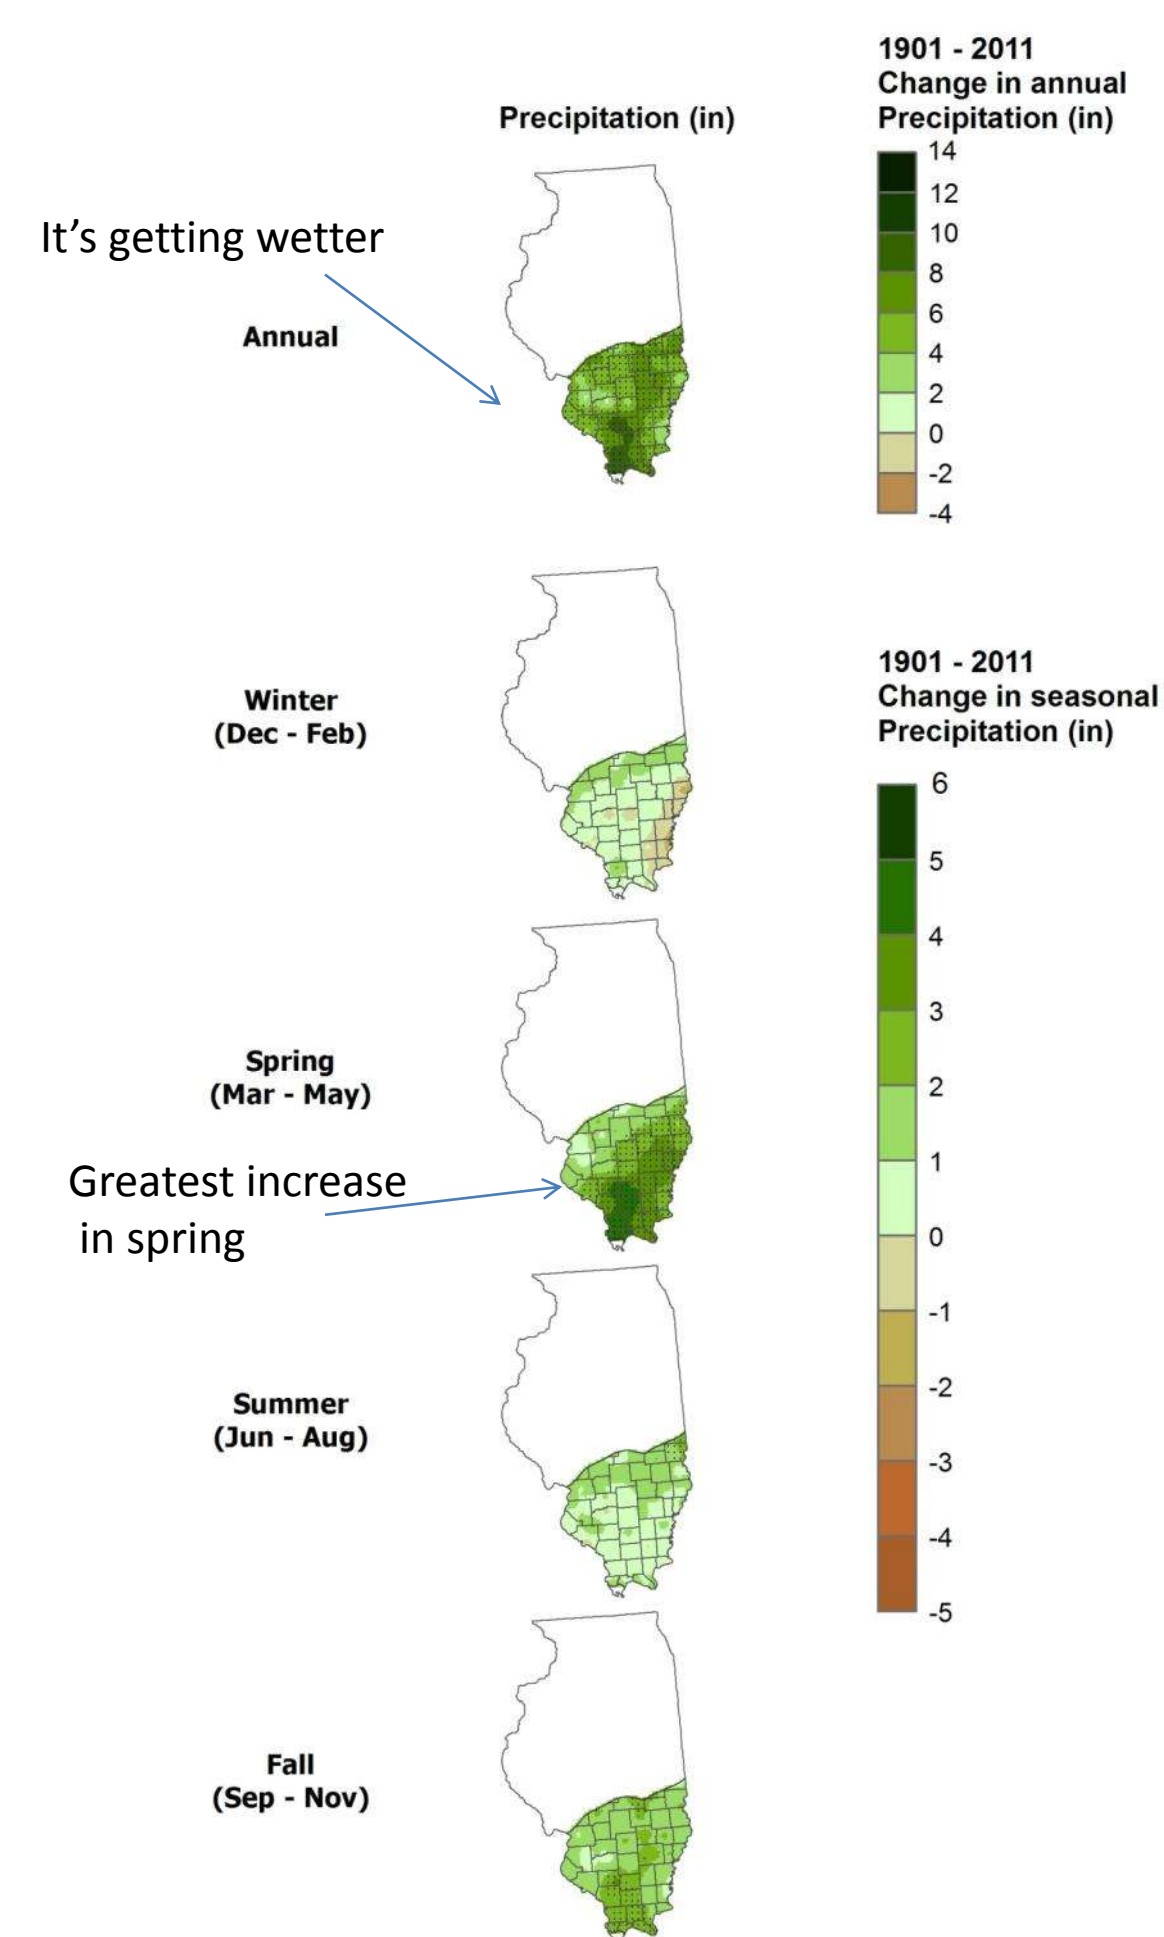 1901 - 2011
Change in annual
Precipitation (in)
Precipitation (in)
14
12
10
8
6
4
2
0
-2
-4
It’s getting wetter
Annual
Winter
(Dec - Feb)
1901 - 2011
Change in seasonal
Precipitation (in)
6
5
4
3
2
1
0
-1
-2
-3
-4
-5
Spring
(Mar - May)
Greatest increase
in spring
Summer
(Jun - Aug)
Fall
(Sep - Nov)